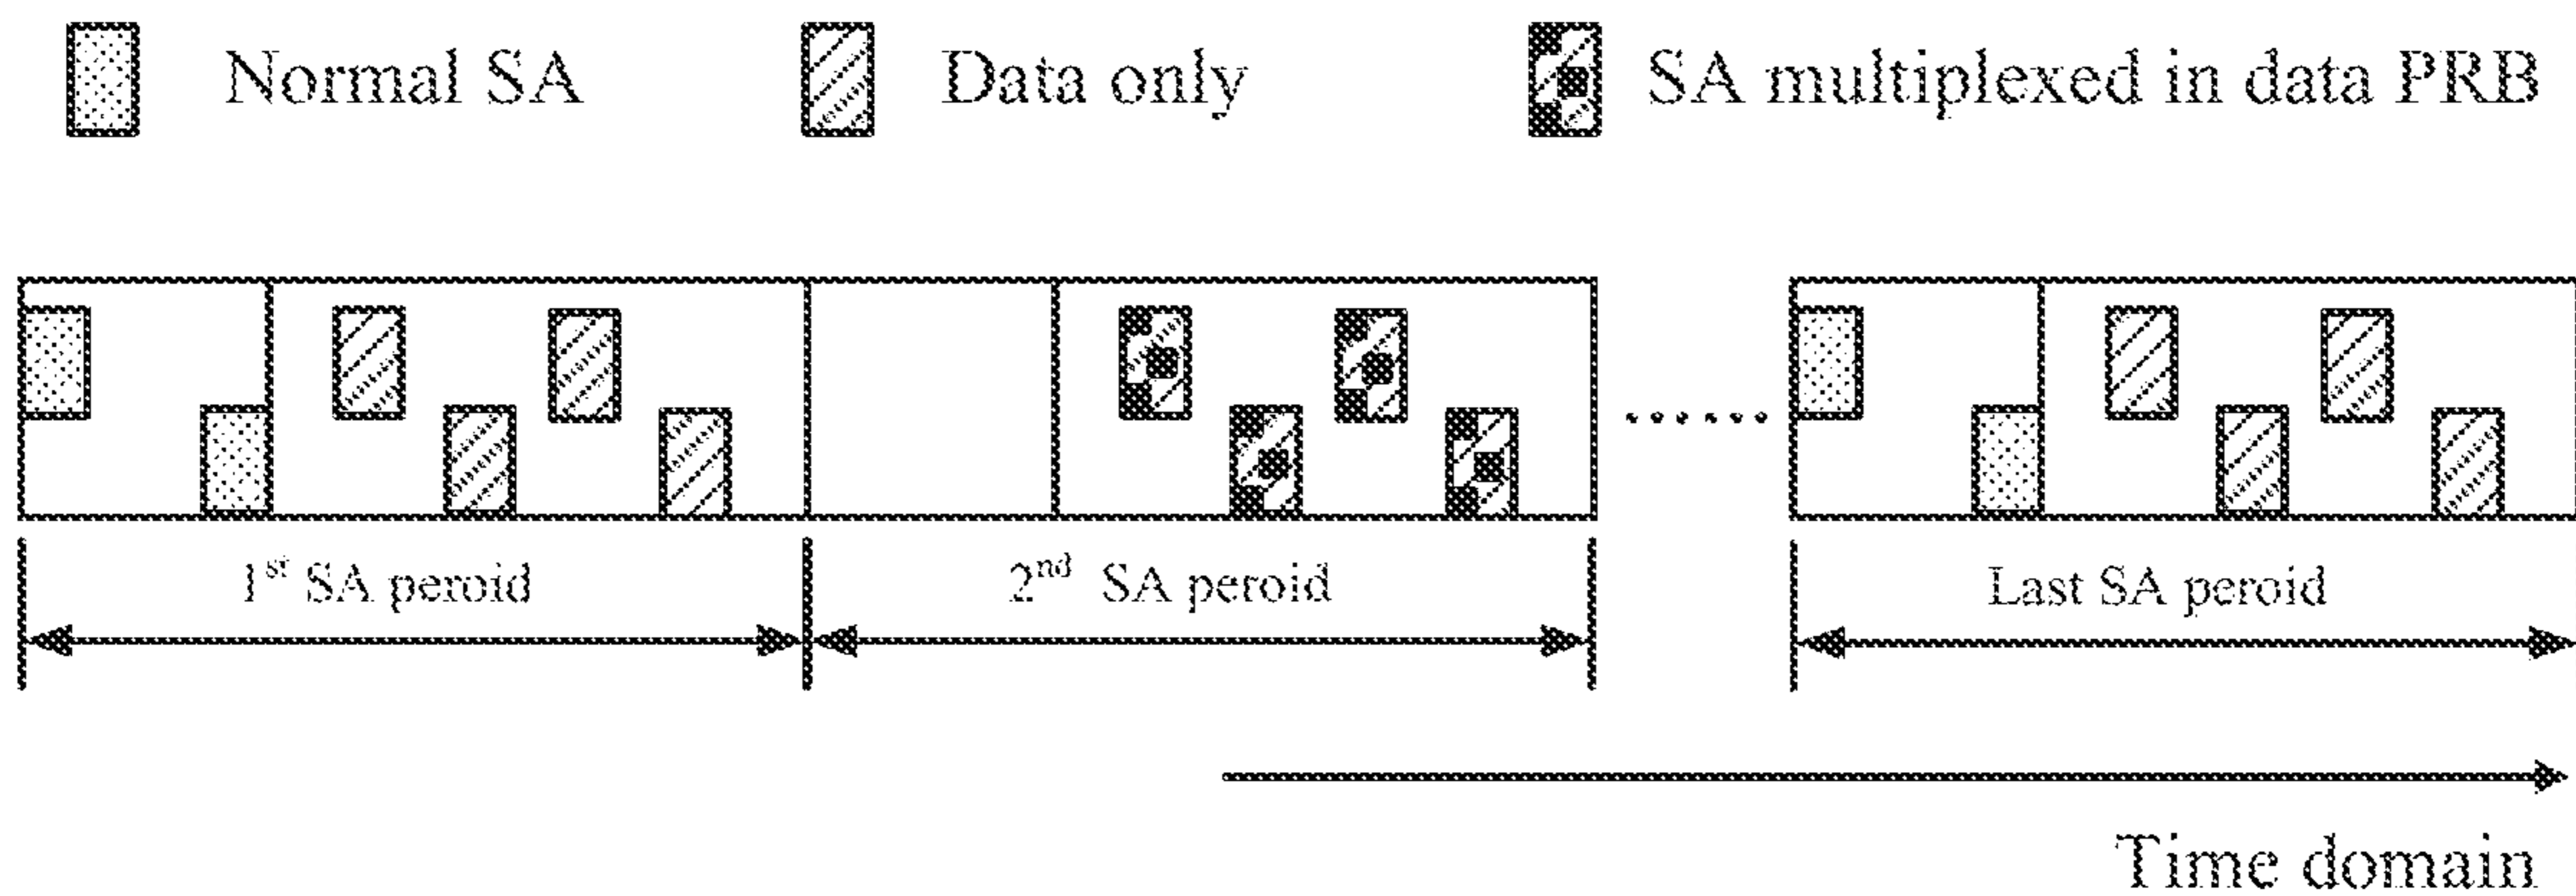 Normal SA
Data only
SA multiplexed in data PRB
......
1st SA peroid
2nd SA peroid
Last SA peroid
Time domain